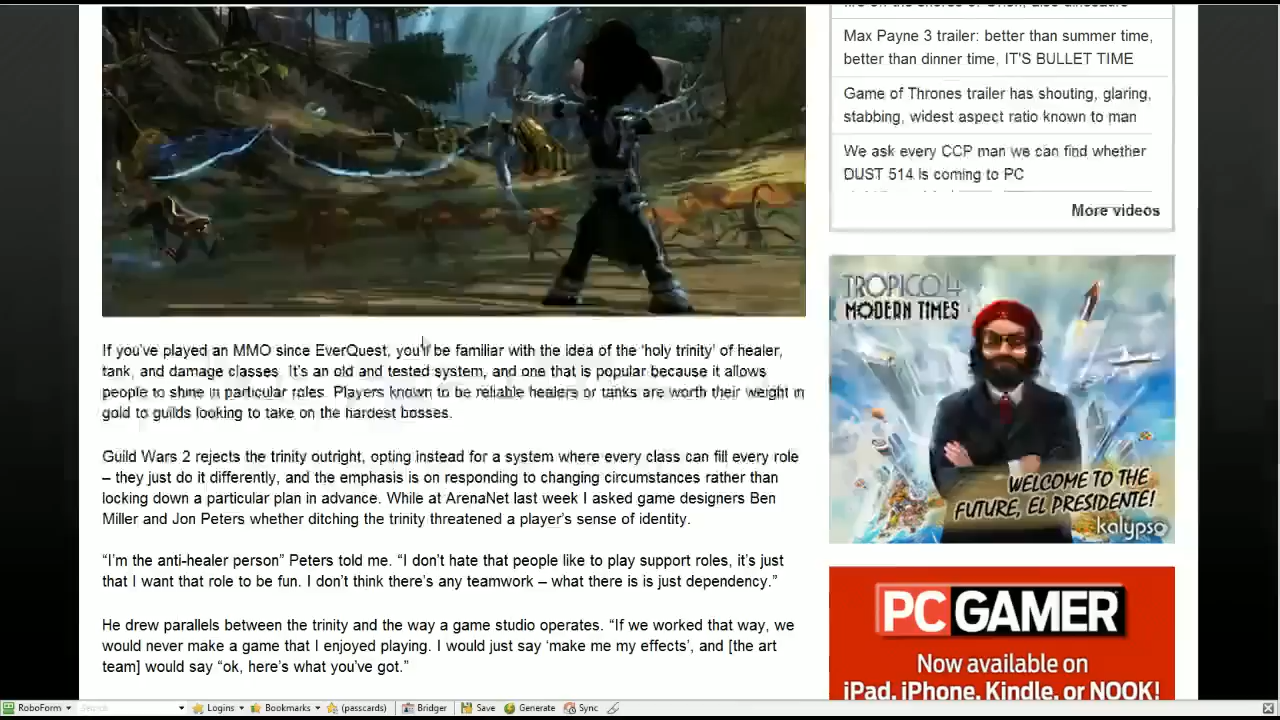 Max Payne 3 trailer: better than summer time,
better than dinner time, IT'S BULLET TIME
Game of Thrones trailer has shouting, glaring,
stabbing, widest aspect ratio known to man
We ask every CCP man we can find whether
DUST 514 is coming to PC
More videos
TROPICO 4
MODERN TIMES
WELCOME TO THE
FUTURE, EL PRESIDENTE!
kalypso
If you've played an MMO since EverQuest, you'll be familiar with the idea of the 'holy trinity' of healer,
tank, and damage classes. It's an old and tested system, and one that is popular because it allows
people to shine in particular roles. Players known to be reliable healers or tanks are worth their weight in
gold to guilds looking to take on the hardest bosses.
Guild Wars 2 rejects the trinity outright, opting instead for a system where every class can fill every role
– they just do it differently, and the emphasis is on responding to changing circumstances rather than
locking down a particular plan in advance. While at ArenaNet last week I asked game designers Ben
Miller and Jon Peters whether ditching the trinity threatened a player's sense of identity.
“I'm the anti-healer person” Peters told me. “I don't hate that people like to play support roles, it's just
that I want that role to be fun. I don't think there's any teamwork – what there is is just dependency.”
He drew parallels between the trinity and the way a game studio operates. “If we worked that way, we
would never make a game that I enjoyed playing. I would just say 'make me my effects', and [the art
team] would say “ok, here's what you've got.”
PC GAMER
Now available on
iPad, iPhone, Kindle, or NOOK!
RoboForm
Search
Logins
Bookmarks
(passcards)
Bridger
Save
Generate
Sync